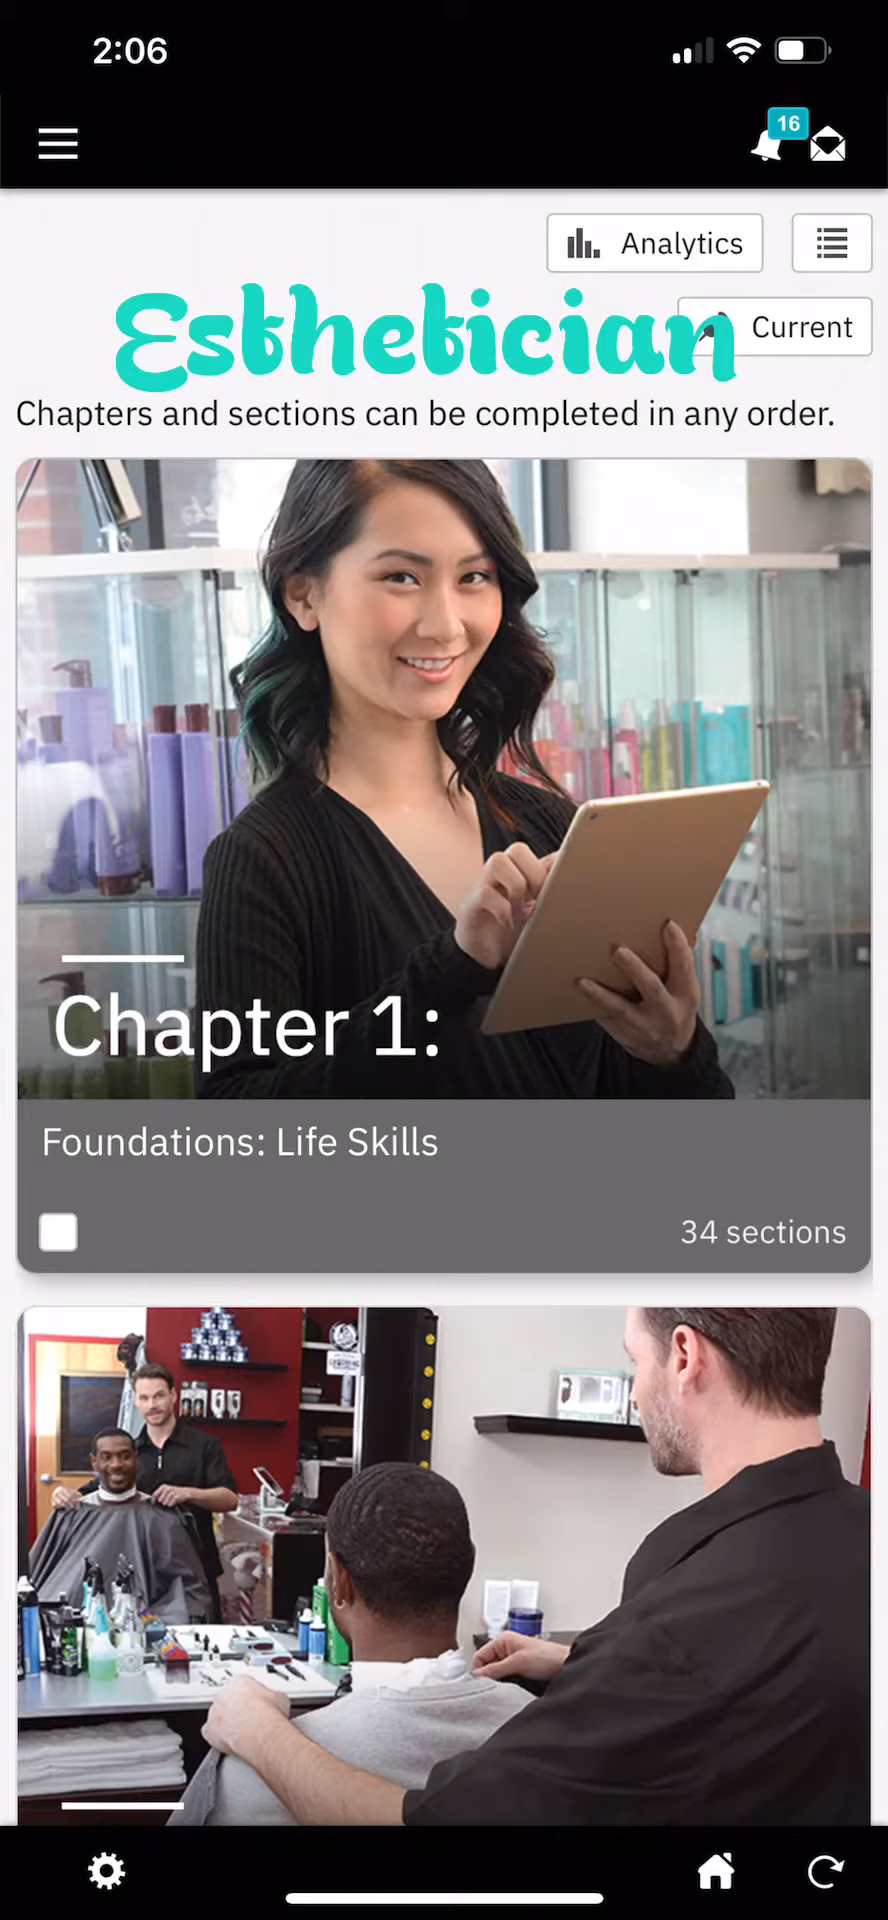 2:06
16
Analytics
Esthetician
Current
Chapters and sections can be completed in any order.
Chapter 1:
Foundations: Life Skills
34 sections